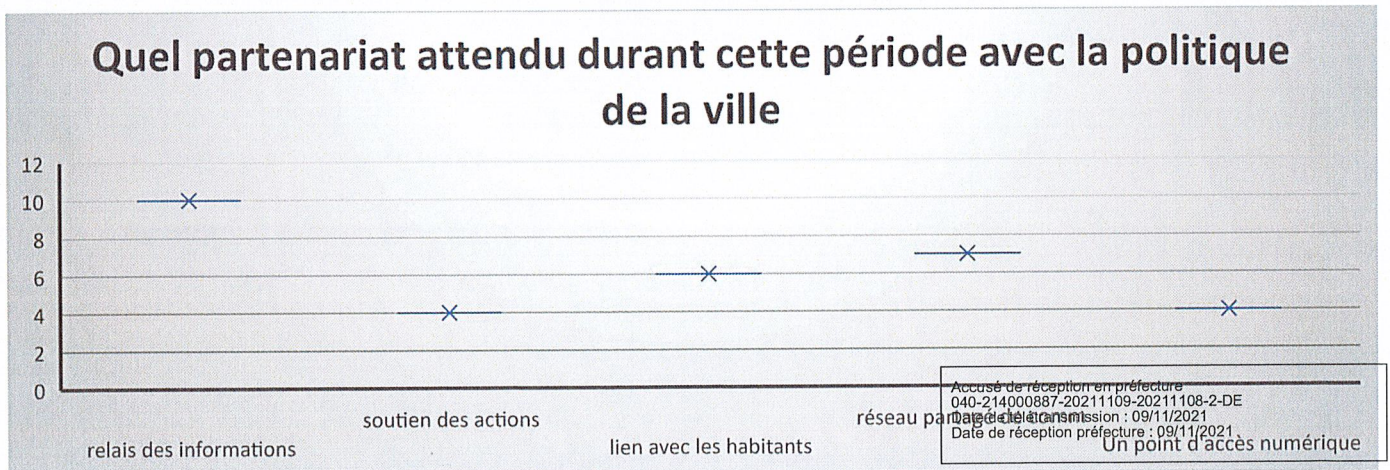 Quel partenariat attendu durant cette période avec la politique
de la ville
12
10
8
6
4
2
0
relais des informations
soutien des actions
lien avec les habitants
réseau partagé de
Un point d'accès numérique
Accusé de réception en préfecture
040-214000887-20211109-20211108-2-DE
Date de télétransmission : 09/11/2021
Date de réception préfecture : 09/11/2021